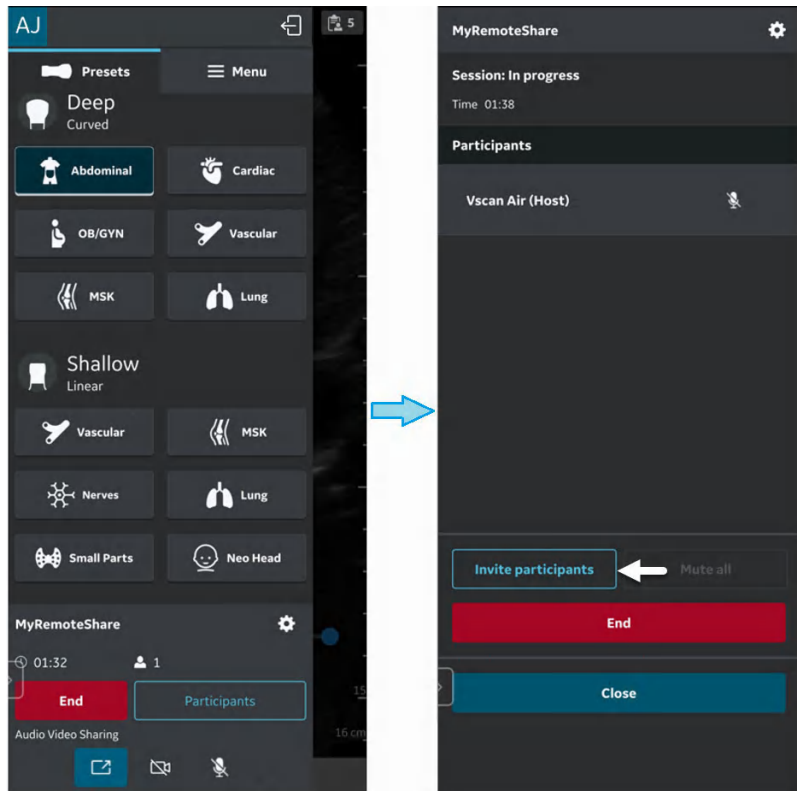 AJ
5
Presets
Menu
Deep
Curved
Abdominal
Cardiac
OB/GYN
Vascular
MSK
Lung
Shallow
Linear
Vascular
MSK
Nerves
Lung
Small Parts
Neo Head
MyRemoteShare
01:32
1
End
Participants
Audio Video Sharing
15
16 cm
MyRemoteShare
Session: In progress
Time 01:38
Participants
Vscan Air (Host)
Invite participants
Mute all
End
Close